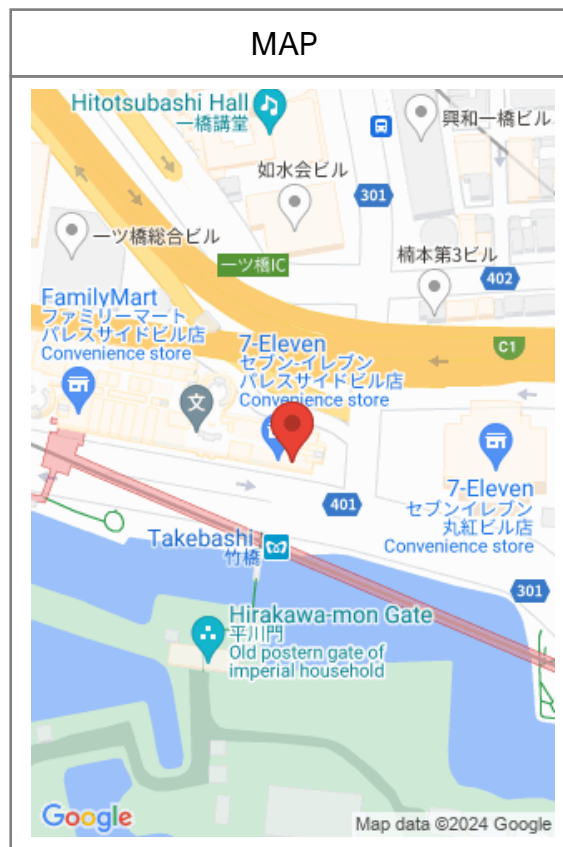 MAP
Hitotsubashi Hall
一橋講堂
興和一橋ビル
如水会ビル
301
一ツ橋総合ビル
一ツ橋IC
楠本第3ビル
402
FamilyMart
ファミリーマート
パレスサイドビル店
Convenience store
7-Eleven
セブン-イレブン
パレスサイドビル店
Convenience store
C1
文
401
7-Eleven
セブンイレブン
丸紅ビル店
Convenience store
Takebashi
竹橋
301
Hirakawa-mon Gate
平川門
Old postern gate of
imperial household
Google
Map data ©2024 Google